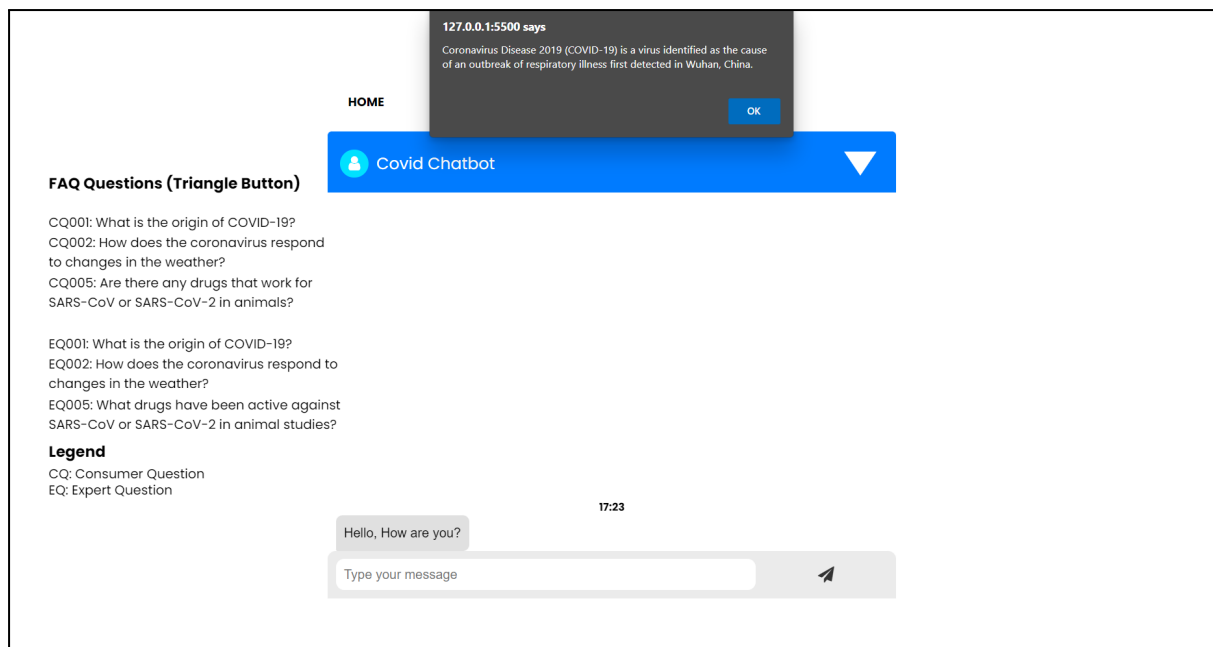 127.0.0.1:5500 says
Coronavirus Disease 2019 (COVID-19) is a virus identified as the cause
of an outbreak of respiratory illness first detected in Wuhan, China.
OK
HOME
Covid Chatbot
FAQ Questions (Triangle Button)
CQ001: What is the origin of COVID-19?
CQ002: How does the coronavirus respond
to changes in the weather?
CQ005: Are there any drugs that work for
SARS-CoV or SARS-CoV-2 in animals?
EQ001: What is the origin of COVID-19?
EQ002: How does the coronavirus respond to
changes in the weather?
EQ005: What drugs have been active against
SARS-CoV or SARS-CoV-2 in animal studies?
Legend
CQ: Consumer Question
EQ: Expert Question
17:23
Hello, How are you?
Type your message